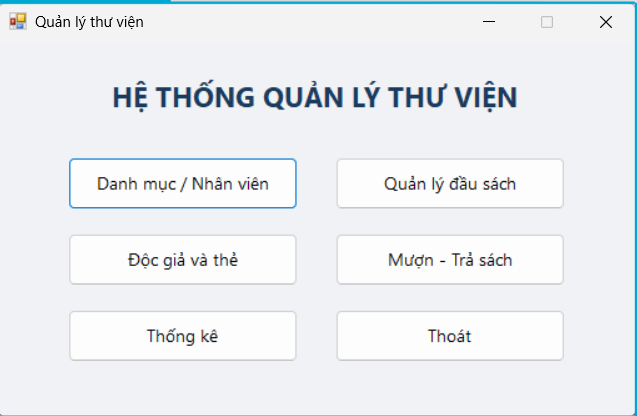 Quản lý thư viện
HỆ THỐNG QUẢN LÝ THƯ VIỆN
Danh mục / Nhân viên
Quản lý đầu sách
Độc giả và thẻ
Mượn - Trả sách
Thống kê
Thoát